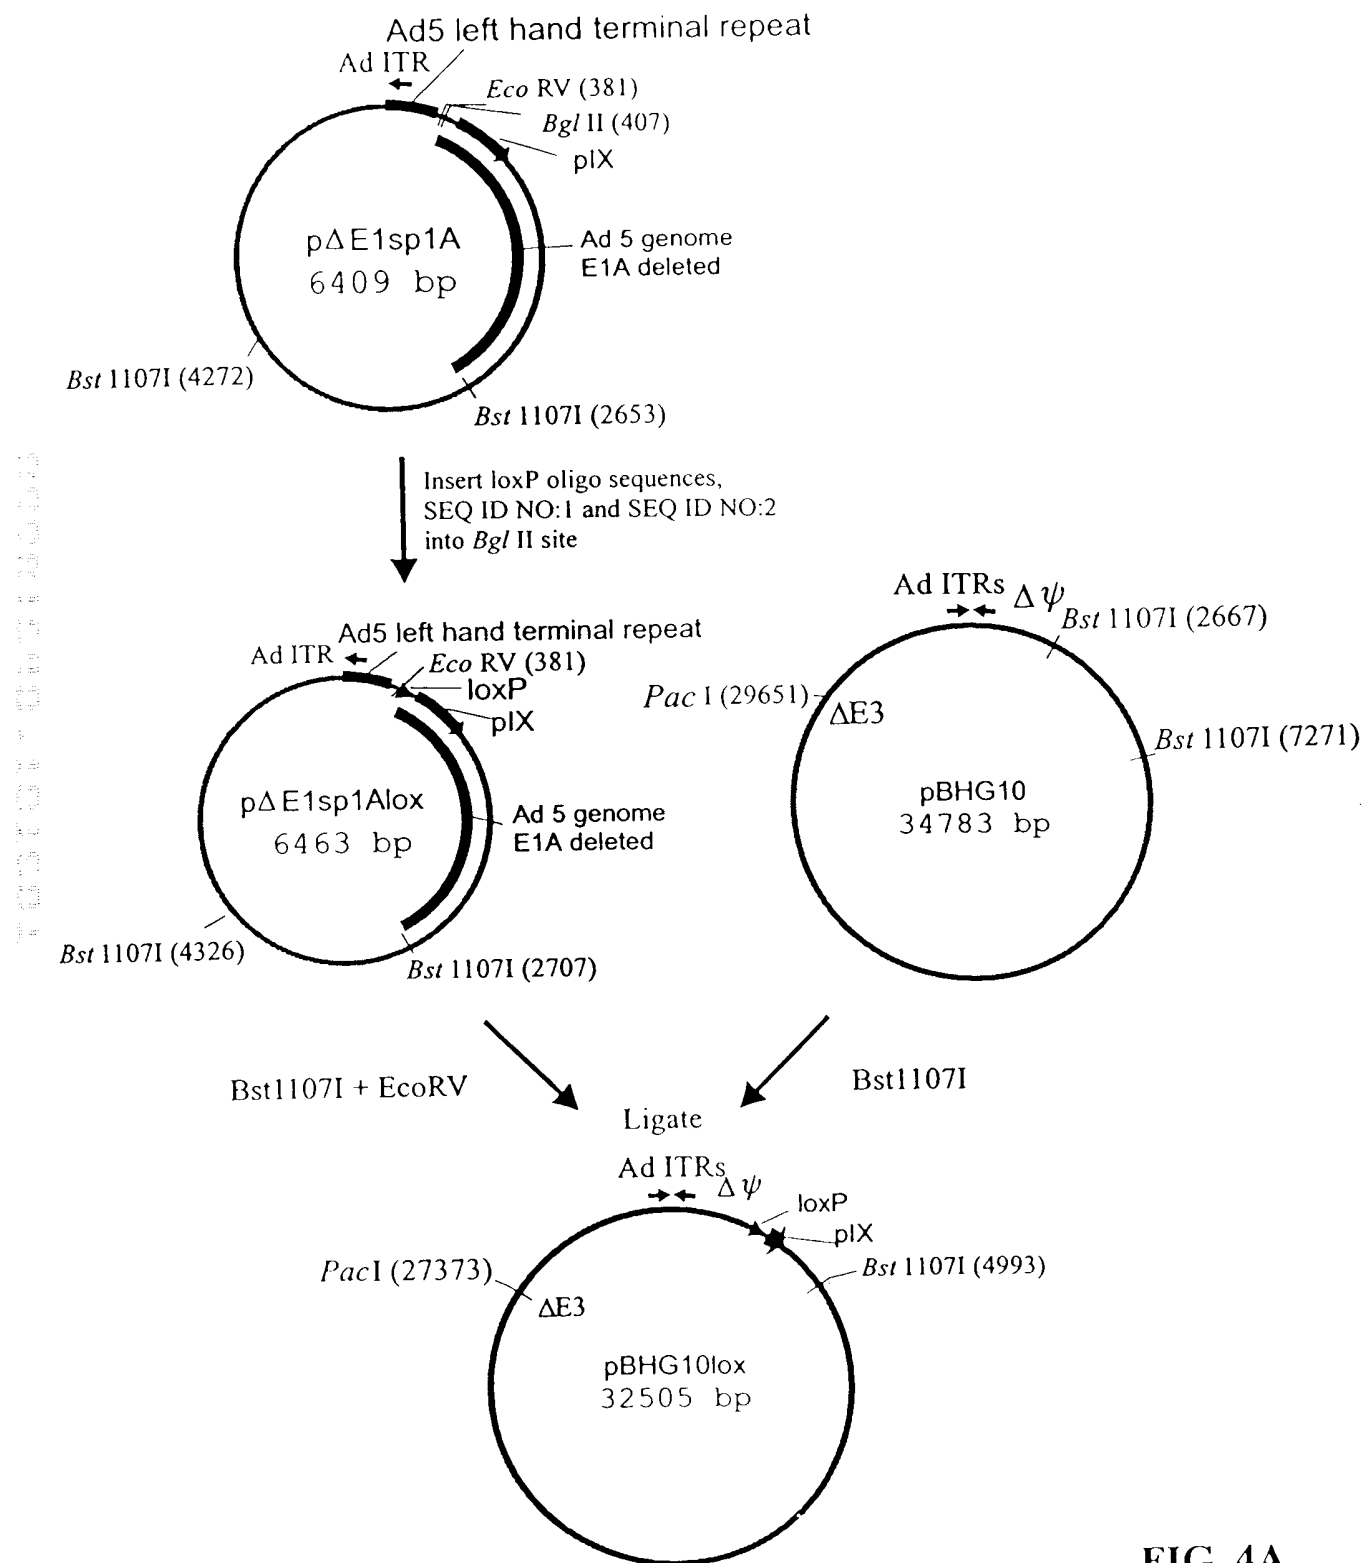 Ad5 left hand terminal repeat
Ad ITR
Eco RV (381)
Bgl II (407)
pIX
pΔE1sp1A
6409 bp
Ad 5 genome
E1A deleted
Bst 1107I (4272)
Bst 1107I (2653)
Insert loxP oligo sequences,
SEQ ID NO:1 and SEQ ID NO:2
into Bgl II site
Ad5 left hand terminal repeat
Ad ITR
Eco RV (381)
loxP
pIX
pΔE1sp1Alox
6463 bp
Ad 5 genome
E1A deleted
Bst 1107I (4326)
Bst 1107I (2707)
Ad ITRs
Δψ
Bst 1107I (2667)
Pac I (29651)
ΔE3
Bst 1107I (7271)
pBHG10
34783 bp
Bst1107I + EcoRV
Bst1107I
Ligate
Ad ITRs
Δψ
loxP
pIX
PacI (27373)
Bst 1107I (4993)
ΔE3
pBHG10lox
32505 bp
FIG. 4A